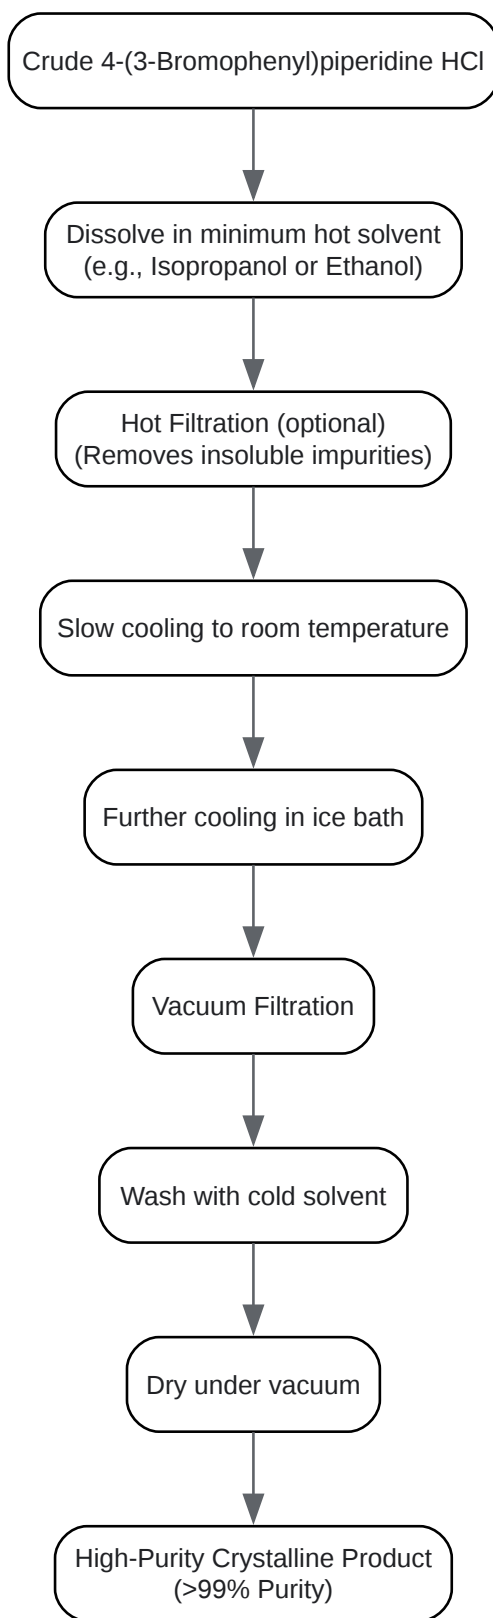 Crude 4-(3-Bromophenyl)piperidine HCl
Dissolve in minimum hot solvent
(e.g., Isopropanol or Ethanol)
Hot Filtration (optional)
(Removes insoluble impurities)
Slow cooling to room temperature
Further cooling in ice bath
Vacuum Filtration
Wash with cold solvent
Dry under vacuum
High-Purity Crystalline Product
(>99% Purity)